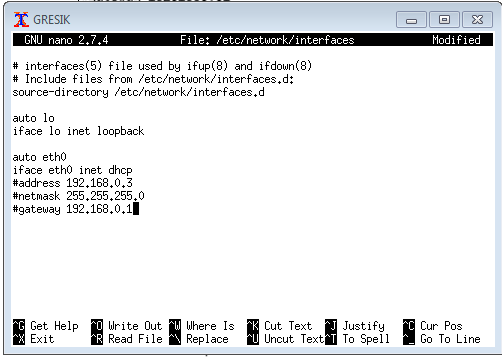 GRESIK
GNU nano 2.7.4 File: /etc/network/interfaces Modified
# interfaces(5) file used by ifup(8) and ifdown(8)
# Include files from /etc/network/interfaces.d:
source-directory /etc/network/interfaces.d
auto lo
iface lo inet loopback
auto eth0
iface eth0 inet dhcp
#address 192.168.0.3
#netmask 255.255.255.0
#gateway 192.168.0.1
^G Get Help ^O Write Out ^W Where Is ^K Cut Text ^J Justify ^C Cur Pos
^X Exit ^R Read File ^\ Replace ^U Uncut Text ^T To Spell ^_ Go To Line